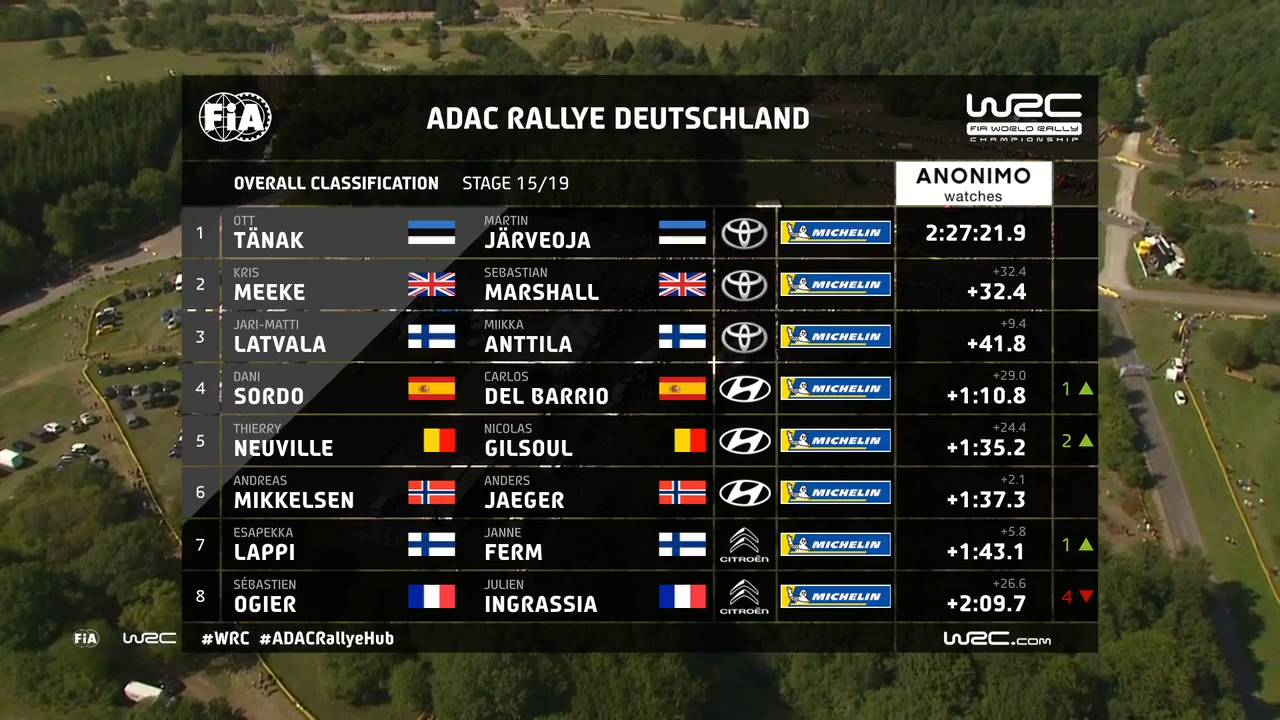 FiA
ADAC RALLYE DEUTSCHLAND
WRC
FIA WORLD RALLY
CHAMPIONSHIP
OVERALL CLASSIFICATION STAGE 15/19
ANONIMO
watches
1 OTT TÄNAK MARTIN JÄRVEOJA MICHELIN 2:27:21.9
2 KRIS MEEKE SEBASTIAN MARSHALL MICHELIN +32.4 +32.4
3 JARI-MATTI LATVALA MIIKKA ANTTILA MICHELIN +9.4 +41.8
4 DANI SORDO CARLOS DEL BARRIO MICHELIN +29.0 +1:10.8 1 ▲
5 THIERRY NEUVILLE NICOLAS GILSOUL MICHELIN +24.4 +1:35.2 2 ▲
6 ANDREAS MIKKELSEN ANDERS JAEGER MICHELIN +2.1 +1:37.3
7 ESAPEKKA LAPPI JANNE FERM CITROËN MICHELIN +5.8 +1:43.1 1 ▲
8 SÉBASTIEN OGIER JULIEN INGRASSIA CITROËN MICHELIN +26.6 +2:09.7 4 ▼
FiA WRC #WRC #ADACRallyeHub WRC.COM